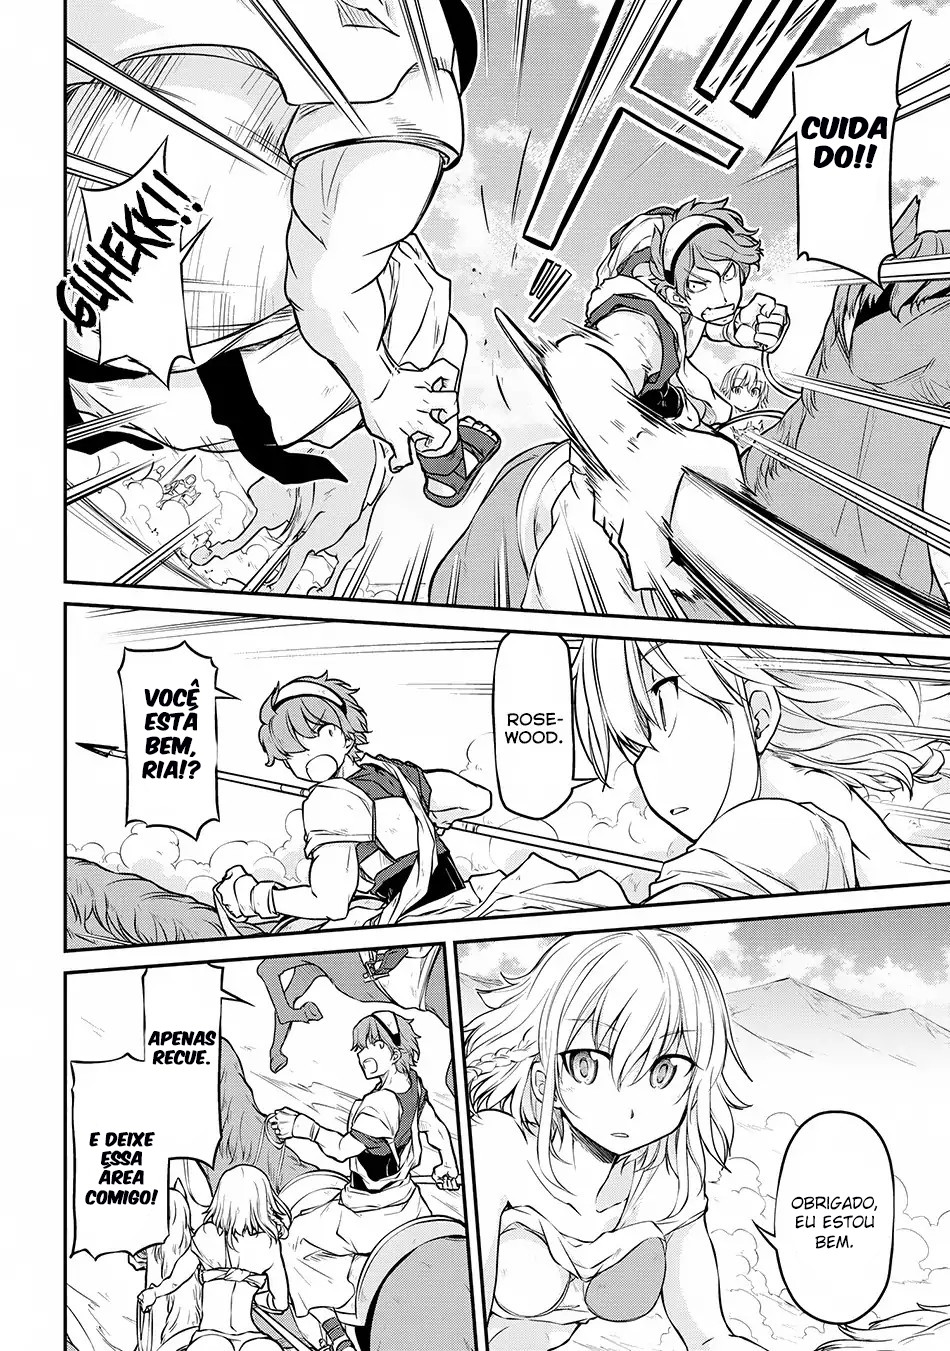 CUIDA
DO!!
GUHEKK!!
ROSE-
WOOD.
VOCÊ
ESTÁ
BEM,
RIA!?
OBRIGADO,
EU ESTOU
BEM.
APENAS
RECUE.
E DEIXE
ESSA
ÁREA
COMIGO!